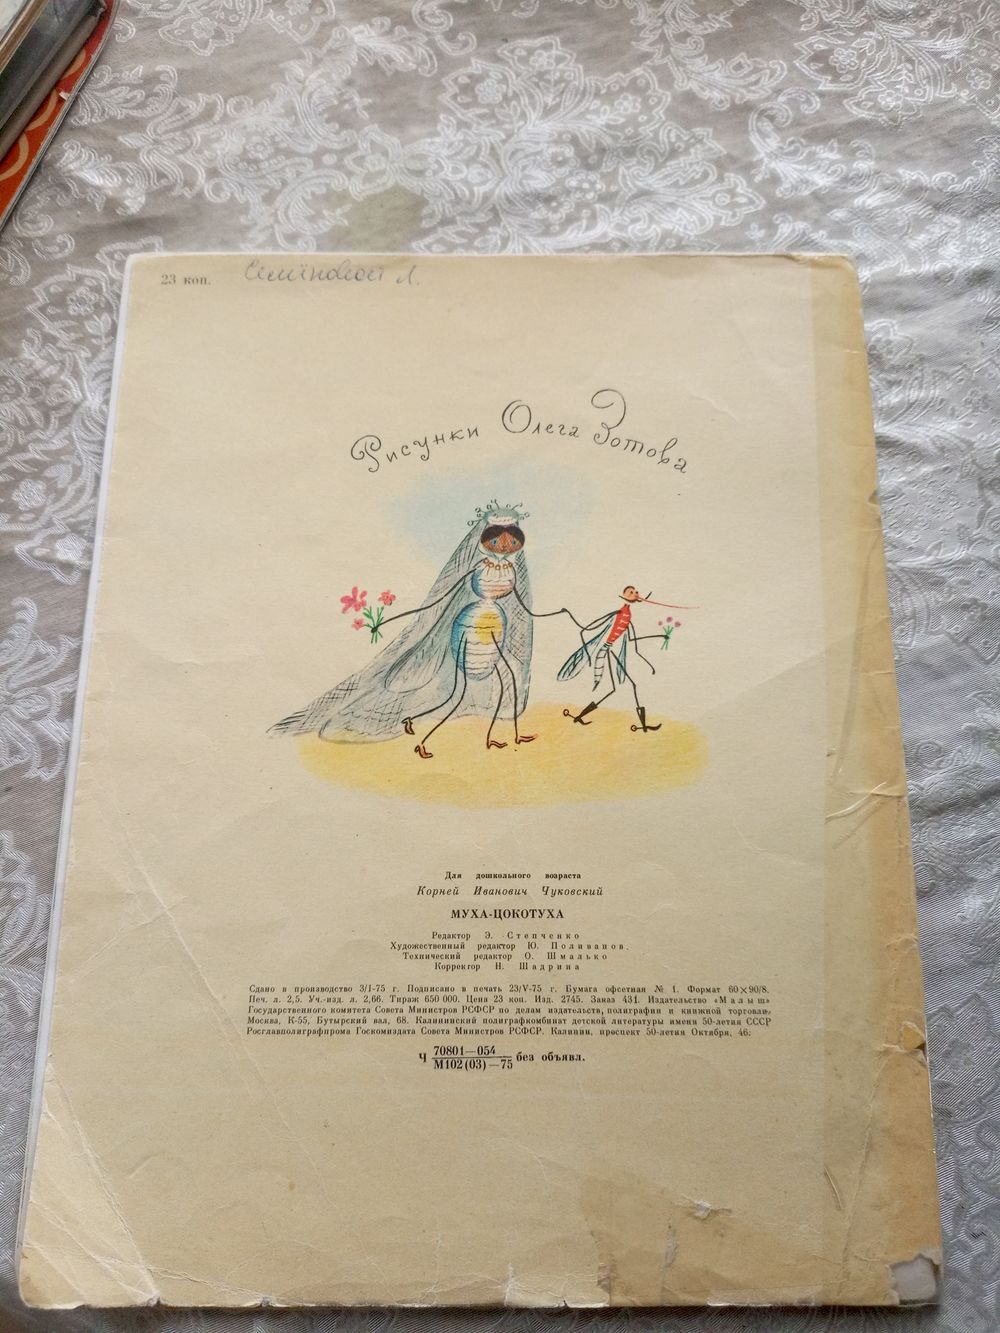 23 коп.
Рисунки Олега Зотова
Для дошкольного возраста
Корней Иванович Чуковский
МУХА-ЦОКОТУХА
Редактор Э. Степченко
Художественный редактор Ю. Поливанов.
Технический редактор О. Шмалько
Корректор Н. Шадрина
Сдано в производство 3/I-75 г. Подписано в печать 23/V-75 г. Бумага офсетная № 1. Формат 60×90/8.
Печ. л. 2,5. Уч.-изд. л. 2,66. Тираж 650 000. Цена 23 коп. Изд. 2745. Заказ 431. Издательство «Малыш»
Государственного комитета Совета Министров РСФСР по делам издательств, полиграфии и книжной торговли.
Москва, К-55, Бутырский вал, 68. Калининский полиграфкомбинат детской литературы имени 50-летия СССР
Росглавполиграфпрома Госкомиздата Совета Министров РСФСР. Калинин, проспект 50-летия Октября, 46.
Ч 70801—054
М102(03)—75 без объявл.